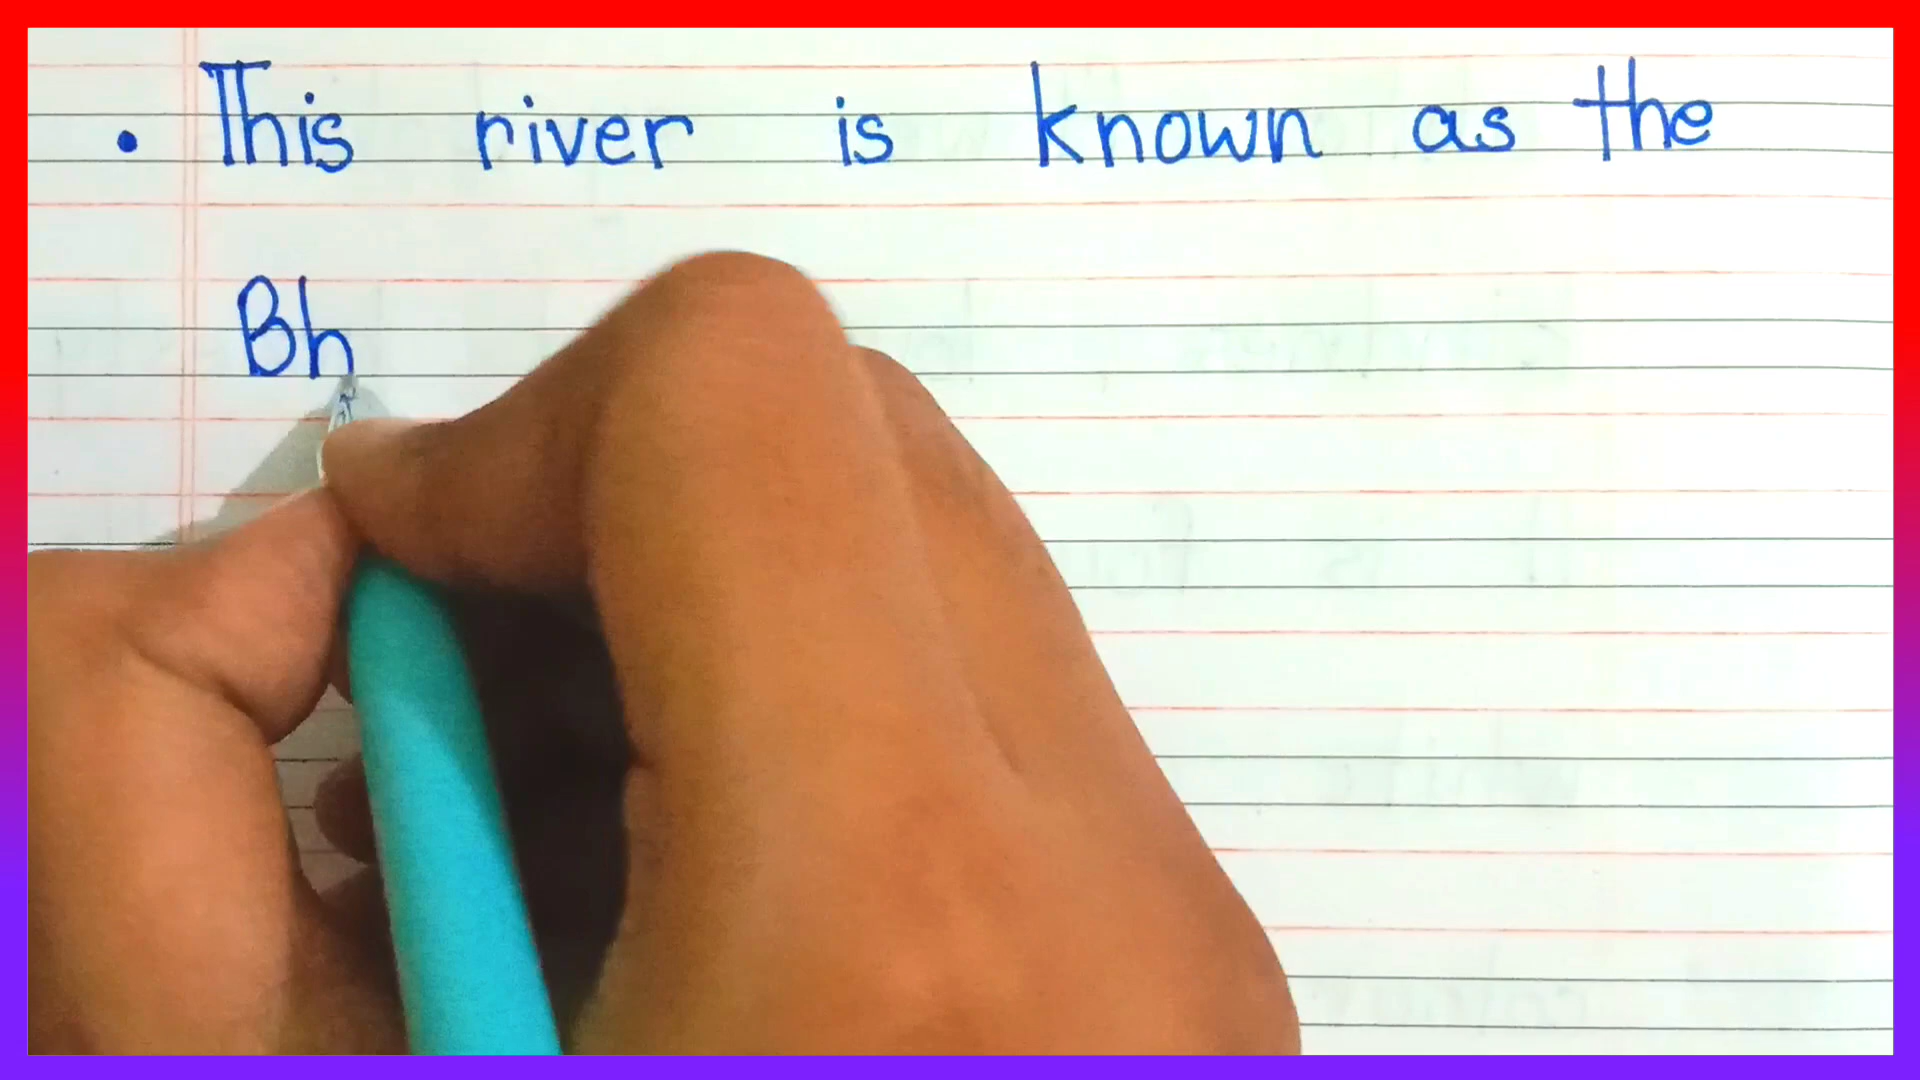 • This river is known as the
Bh